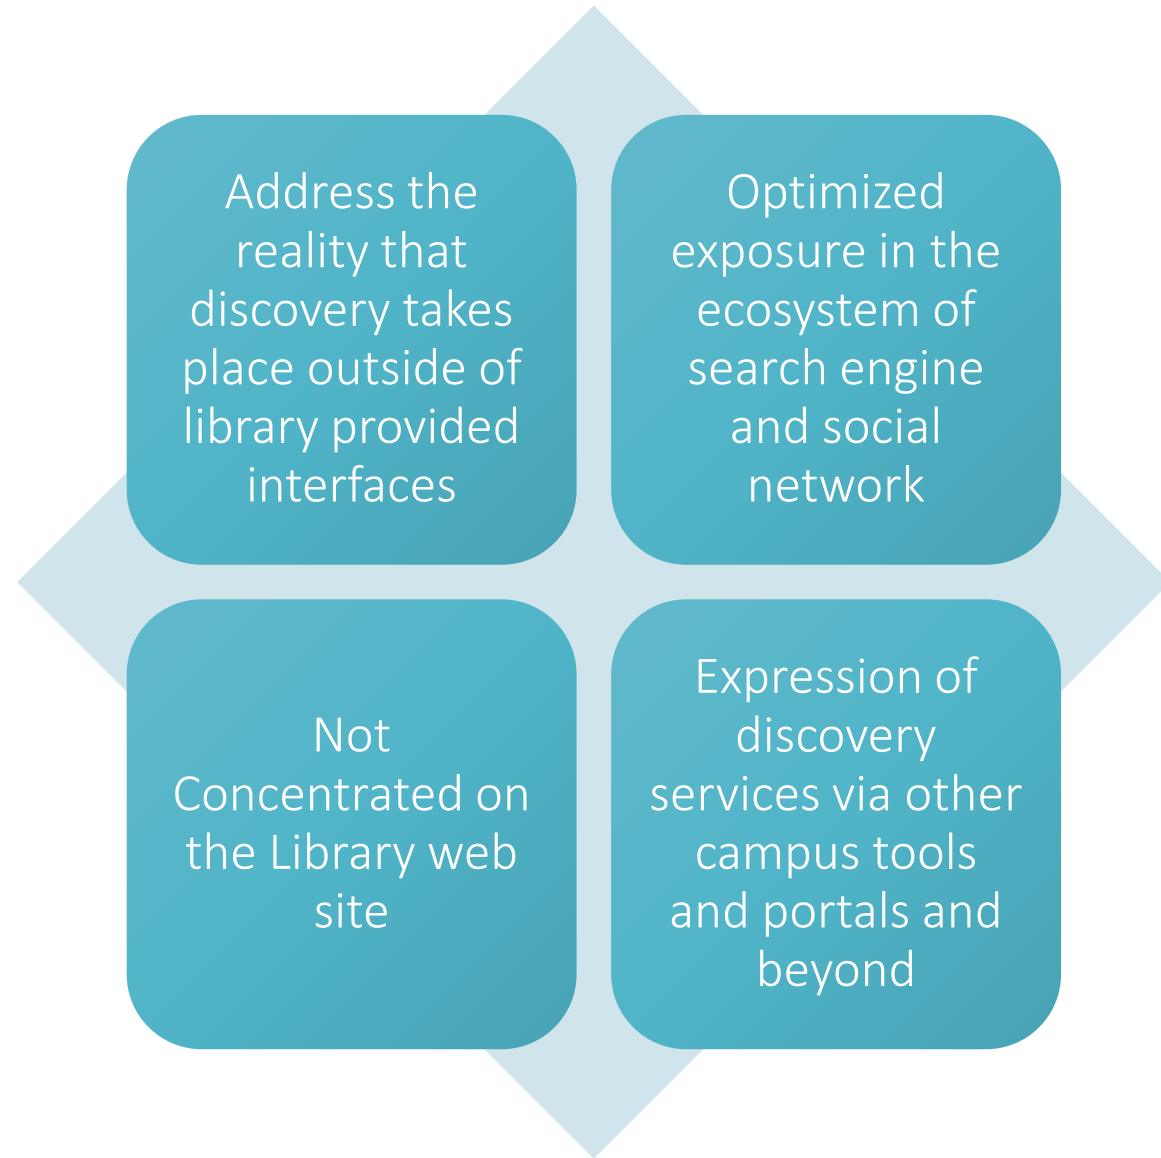 Address the
reality that
discovery takes
place outside of
library provided
interfaces
Optimized
exposure in the
ecosystem of
search engine
and social
network
Not
Concentrated on
the Library web
site
Expression of
discovery
services via other
campus tools
and portals and
beyond